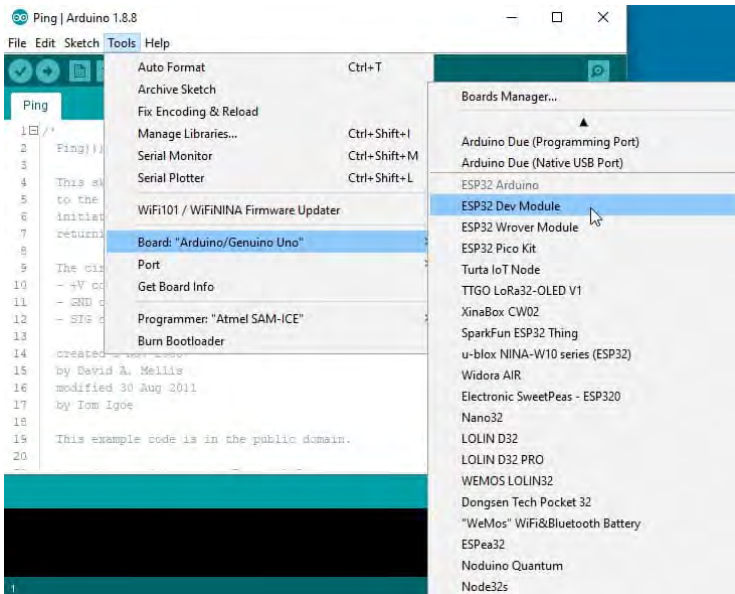 Ping | Arduino 1.8.8
File Edit Sketch Tools Help
Ping
Auto Format Ctrl+T
Archive Sketch
Fix Encoding & Reload
Manage Libraries... Ctrl+Shift+I
Serial Monitor Ctrl+Shift+M
Serial Plotter Ctrl+Shift+L
WiFi101 / WiFiNINA Firmware Updater
Board: "Arduino/Genuino Uno"
Port
Get Board Info
Programmer: "Atmel SAM-ICE"
Burn Bootloader
Boards Manager...
Arduino Due (Programming Port)
Arduino Due (Native USB Port)
ESP32 Arduino
ESP32 Dev Module
ESP32 Wrover Module
ESP32 Pico Kit
Turta IoT Node
TTGO LoRa32-OLED V1
XinaBox CW02
SparkFun ESP32 Thing
u-blox NINA-W10 series (ESP32)
Widora AIR
Electronic SweetPeas - ESP320
Nano32
LOLIN D32
LOLIN D32 PRO
WEMOS LOLIN32
Dongsen Tech Pocket 32
"WeMos" WiFi&Bluetooth Battery
ESPea32
Noduino Quantum
Node32s
1 /*
2 Ping)))
3
4 This
5 to the
6
7
8
9 The
10 - +V
11 - GND
12 - SIG
13
14 created
15 by David A. Mellis
16 modified 30 Aug 2011
17 by Tom Igoe
18
19 This example code is in the public domain.
20
1